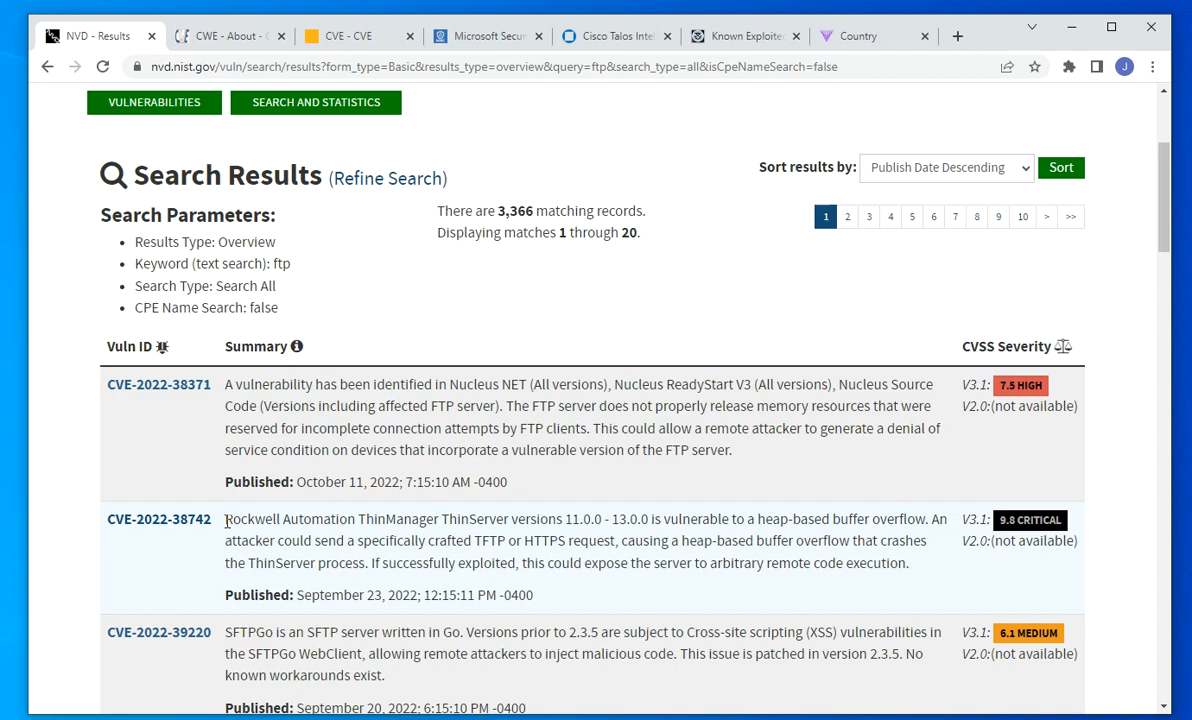 NVD - Results
CWE - About -
CVE - CVE
Microsoft Secur
Cisco Talos Intel
Known Exploite
Country
nvd.nist.gov/vuln/search/results?form_type=Basic&results_type=overview&query=ftp&search_type=all&isCpeNameSearch=false
J
VULNERABILITIES
SEARCH AND STATISTICS
Search Results (Refine Search)
Sort results by: Publish Date Descending Sort
Search Parameters:
Results Type: Overview
Keyword (text search): ftp
Search Type: Search All
CPE Name Search: false
There are 3,366 matching records.
Displaying matches 1 through 20.
1 2 3 4 5 6 7 8 9 10 > >>
Vuln ID Summary CVSS Severity
CVE-2022-38371
A vulnerability has been identified in Nucleus NET (All versions), Nucleus ReadyStart V3 (All versions), Nucleus Source
Code (Versions including affected FTP server). The FTP server does not properly release memory resources that were
reserved for incomplete connection attempts by FTP clients. This could allow a remote attacker to generate a denial of
service condition on devices that incorporate a vulnerable version of the FTP server.
Published: October 11, 2022; 7:15:10 AM -0400
V3.1: 7.5 HIGH
V2.0:(not available)
CVE-2022-38742
Rockwell Automation ThinManager ThinServer versions 11.0.0 - 13.0.0 is vulnerable to a heap-based buffer overflow. An
attacker could send a specifically crafted TFTP or HTTPS request, causing a heap-based buffer overflow that crashes
the ThinServer process. If successfully exploited, this could expose the server to arbitrary remote code execution.
Published: September 23, 2022; 12:15:11 PM -0400
V3.1: 9.8 CRITICAL
V2.0:(not available)
CVE-2022-39220
SFTPGo is an SFTP server written in Go. Versions prior to 2.3.5 are subject to Cross-site scripting (XSS) vulnerabilities in
the SFTPGo WebClient, allowing remote attackers to inject malicious code. This issue is patched in version 2.3.5. No
known workarounds exist.
Published: September 20, 2022; 6:15:10 PM -0400
V3.1: 6.1 MEDIUM
V2.0:(not available)